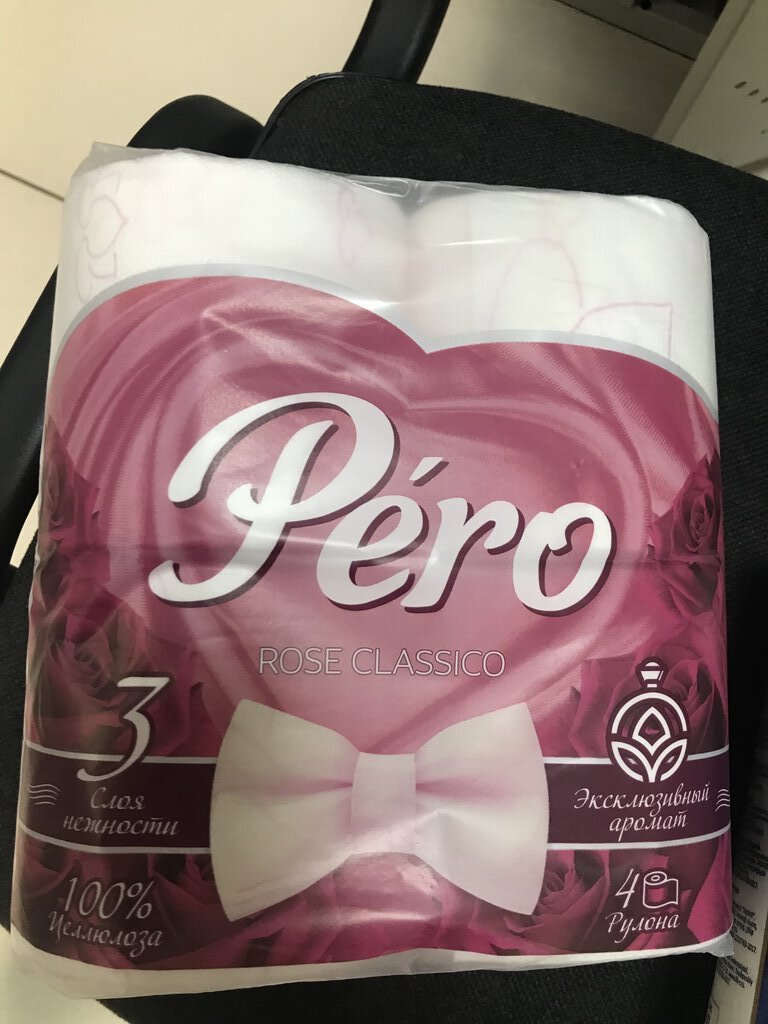 Péro
ROSE CLASSICO
3
Слоя
нежности
Эксклюзивный
аромат
100%
Целлюлоза
4
Рулона